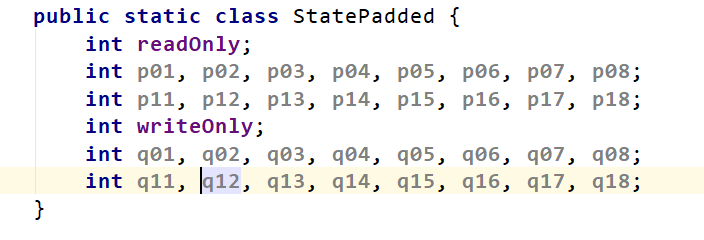 public static class StatePadded {
int readOnly;
int p01, p02, p03, p04, p05, p06, p07, p08;
int p11, p12, p13, p14, p15, p16, p17, p18;
int writeOnly;
int q01, q02, q03, q04, q05, q06, q07, q08;
int q11, q12, q13, q14, q15, q16, q17, q18;
}